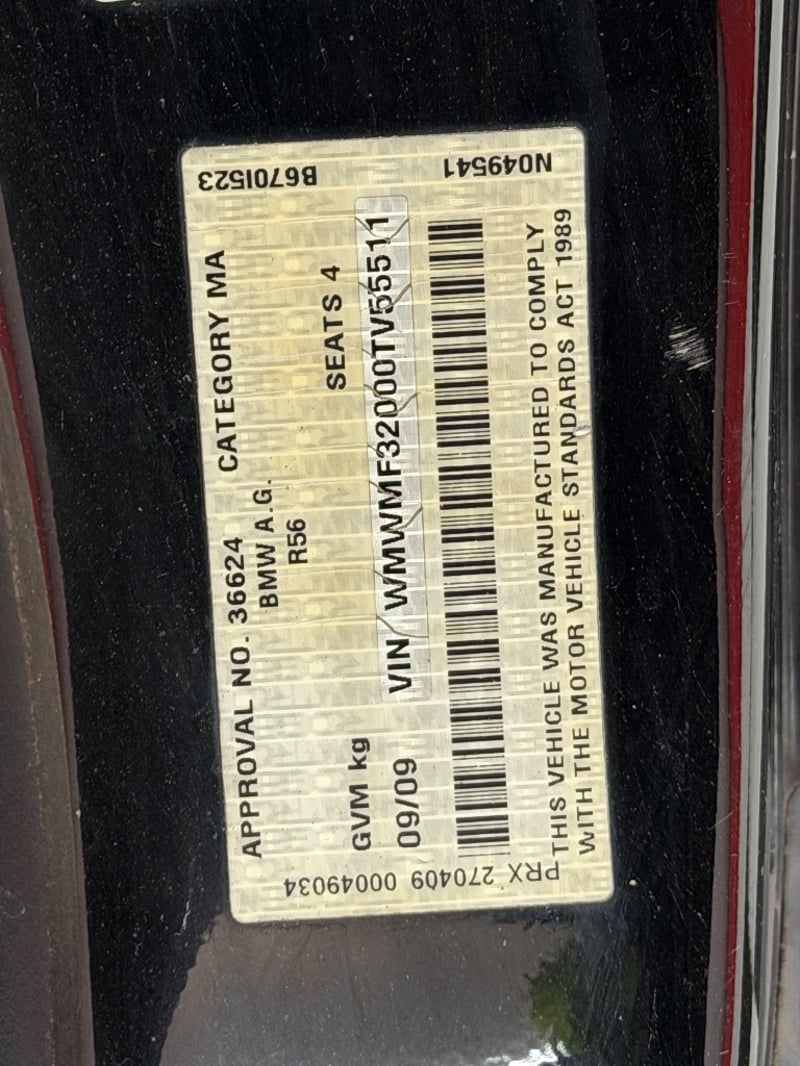 APPROVAL NO. 36624 CATEGORY MA
BMW A.G.
R56
SEATS 4
GVM kg
09/09 VIN WMWMF32000TV55511
THIS VEHICLE WAS MANUFACTURED TO COMPLY
WITH THE MOTOR VEHICLE STANDARDS ACT 1989
B670I523
N049541
PRX 270409 00049034